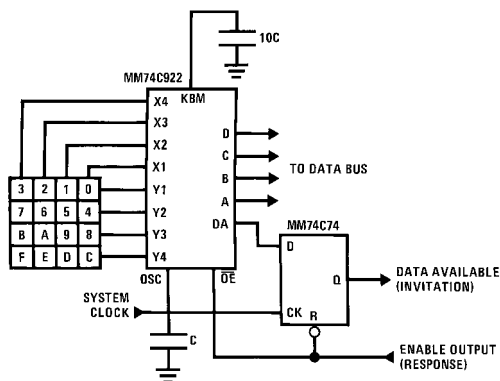 10C
MM74C922
KBM
X4
X3
X2
X1
Y1
Y2
Y3
Y4
D
C
B
A
DA
TO DATA BUS
3 2 1 0
7 6 5 4
B A 9 8
F E D C
OSC
OE
MM74C74
D
Q
CK
R
DATA AVAILABLE
(INVITATION)
SYSTEM
CLOCK
C
ENABLE OUTPUT
(RESPONSE)